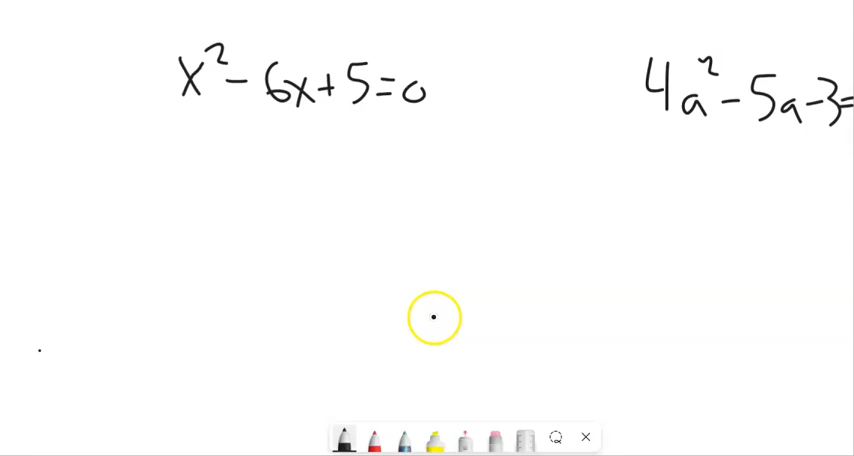 x² - 6x + 5 = 0
4a² - 5a - 3 =